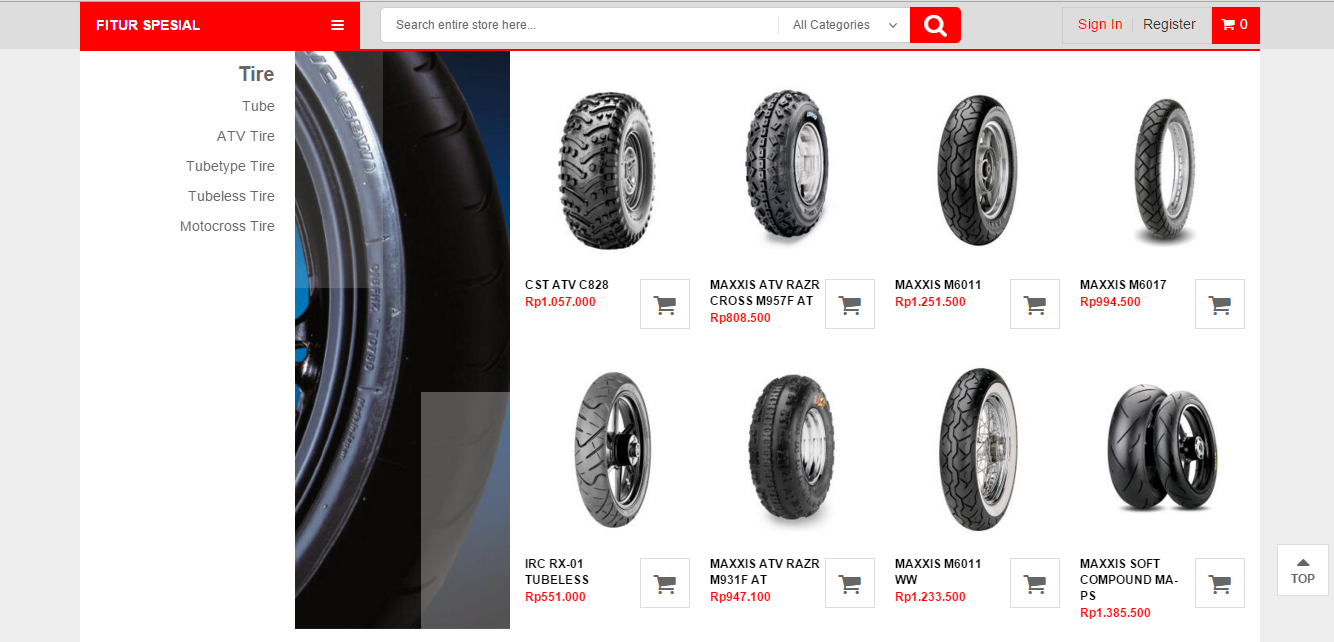 FITUR SPESIAL
Search entire store here...
All Categories
Sign In
Register
0
Tire
Tube
ATV Tire
Tubetype Tire
Tubeless Tire
Motocross Tire
CST ATV C828
Rp1.057.000
MAXXIS ATV RAZR
CROSS M957F AT
Rp808.500
MAXXIS M6011
Rp1.251.500
MAXXIS M6017
Rp994.500
IRC RX-01
TUBELESS
Rp551.000
MAXXIS ATV RAZR
M931F AT
Rp947.100
MAXXIS M6011
WW
Rp1.233.500
MAXXIS SOFT
COMPOUND MA-
PS
Rp1.385.500
TOP